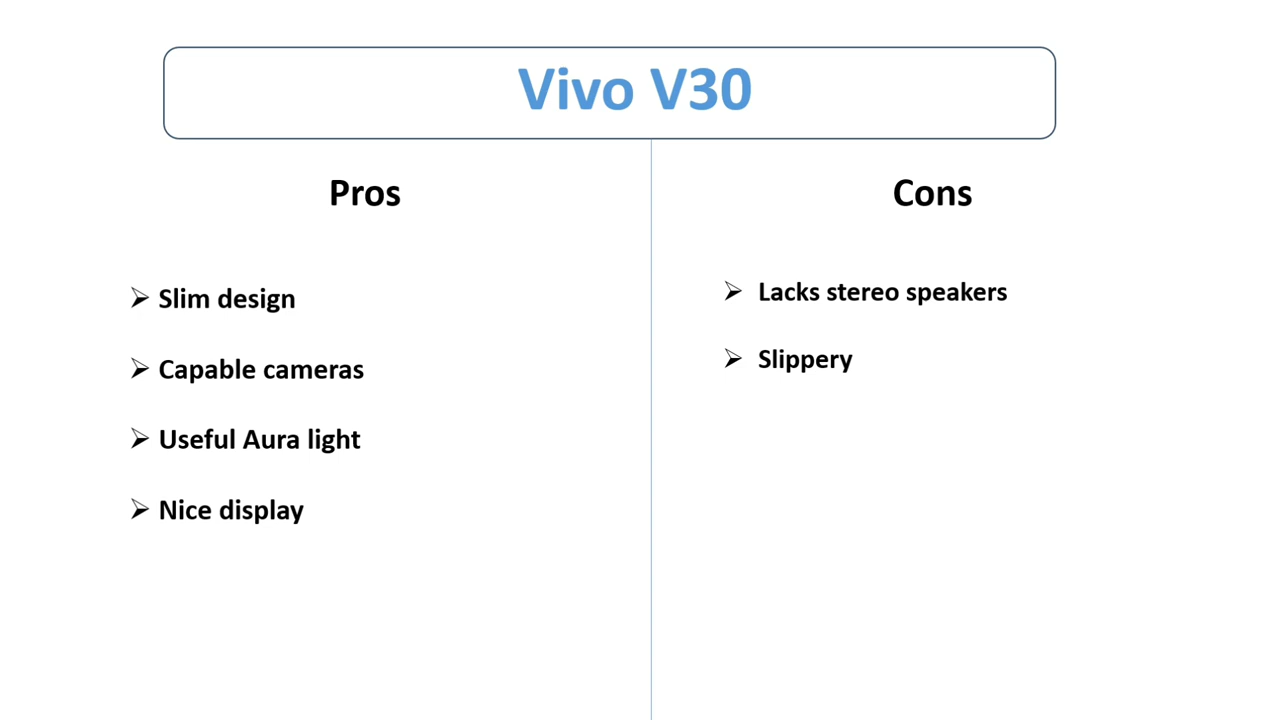 Vivo V30
Pros
Slim design
Capable cameras
Useful Aura light
Nice display
Cons
Lacks stereo speakers
Slippery